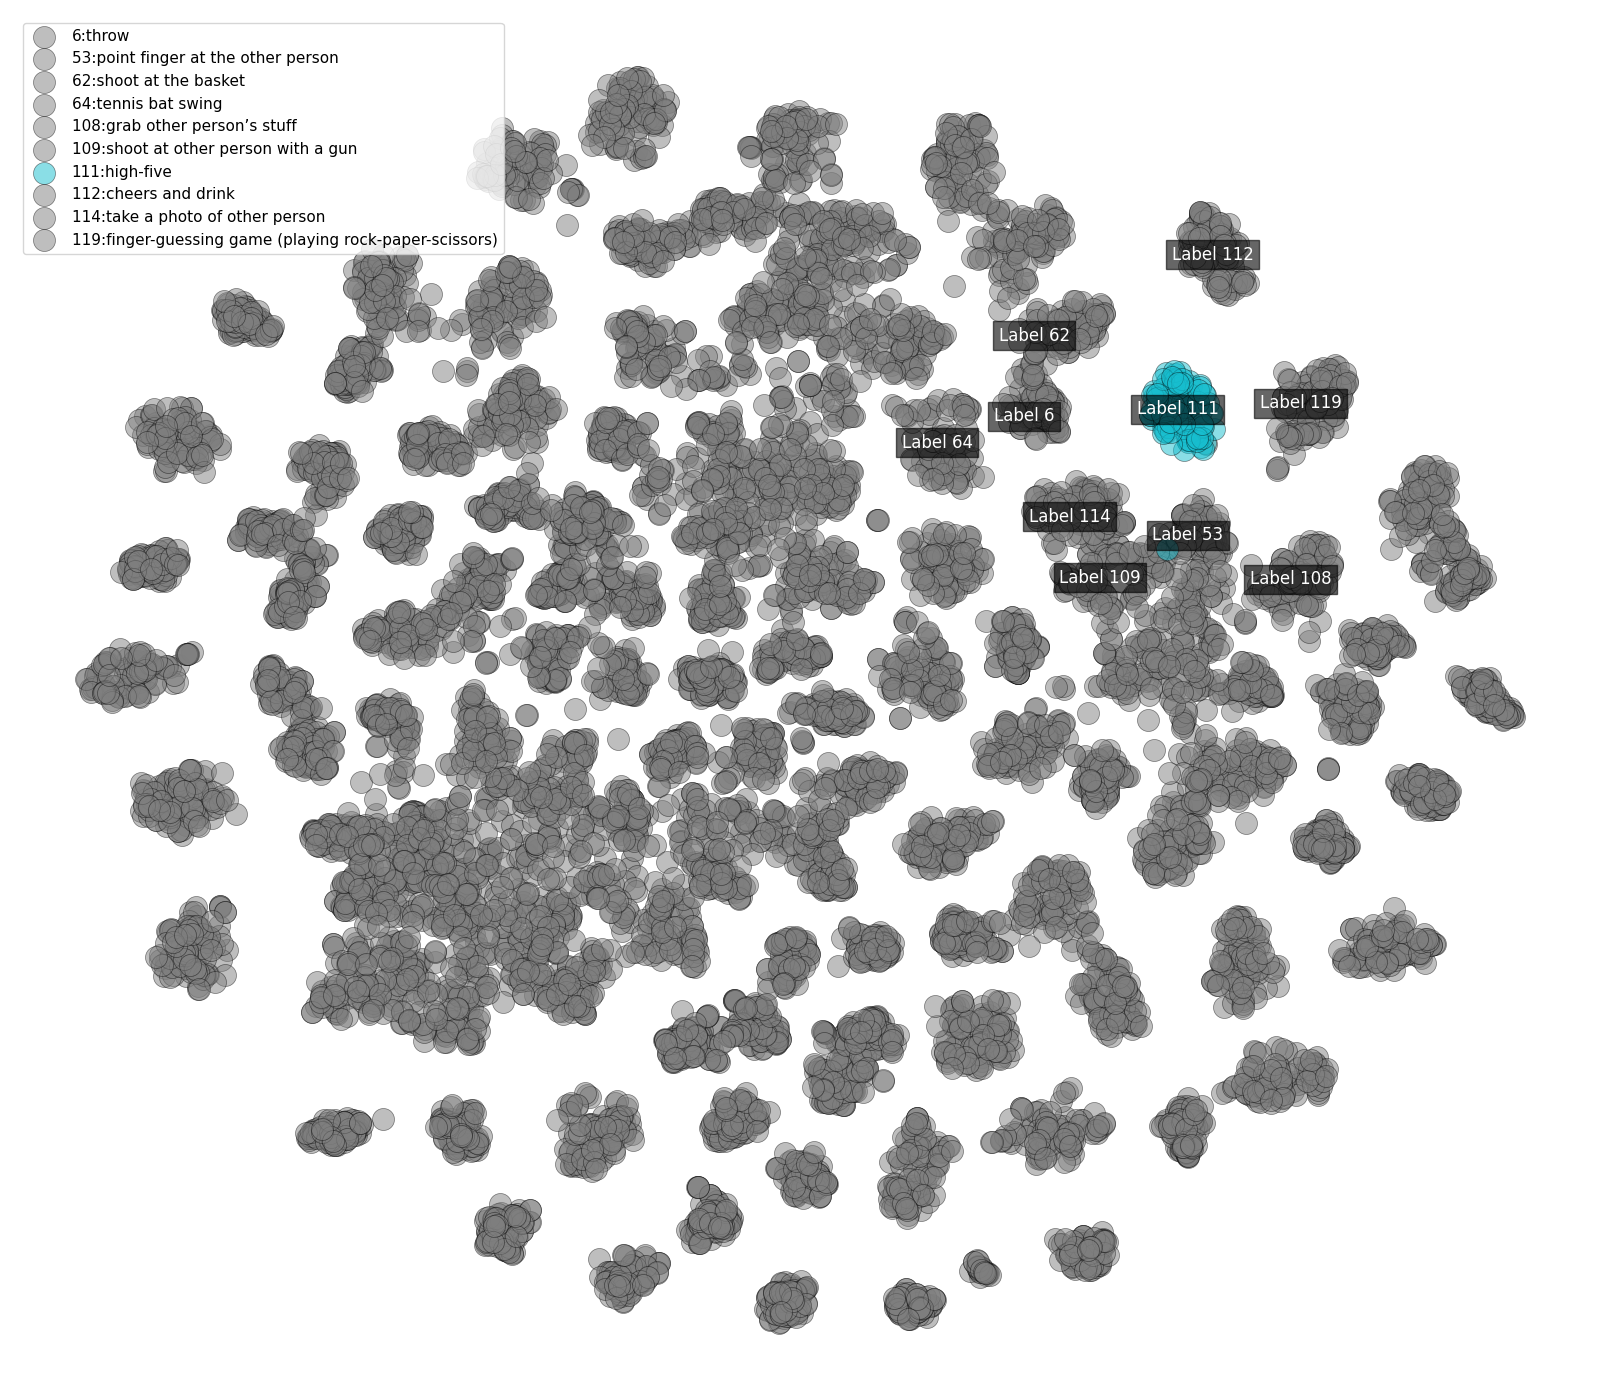 6:throw
53:point finger at the other person
62:shoot at the basket
64:tennis bat swing
108:grab other person’s stuff
109:shoot at other person with a gun
111:high-five
112:cheers and drink
114:take a photo of other person
119:finger-guessing game (playing rock-paper-scissors)
Label 112
Label 62
Label 6
Label 111
Label 119
Label 64
Label 114
Label 53
Label 109
Label 108